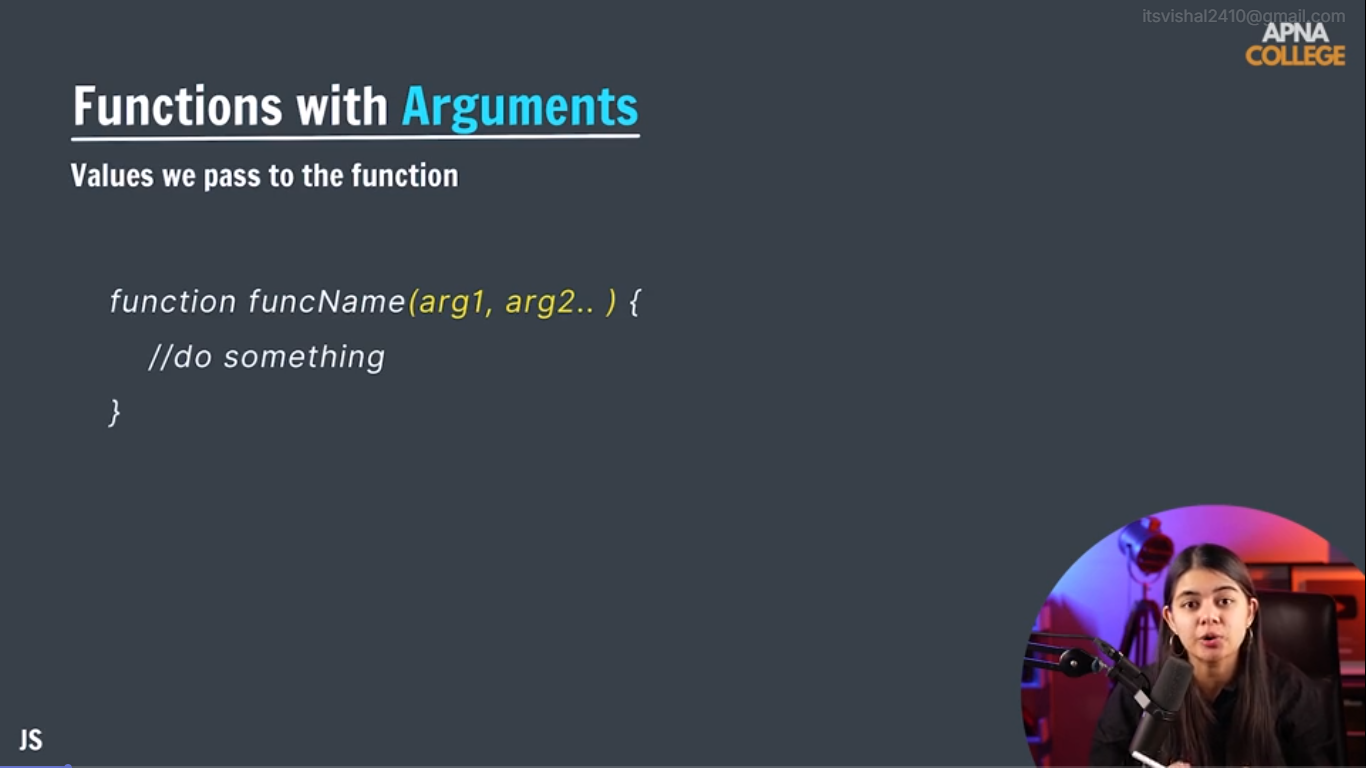 itsvishal2410@gmail.com
APNA
COLLEGE
Functions with Arguments
Values we pass to the function
function funcName(arg1, arg2.. ) {
//do something
}
JS